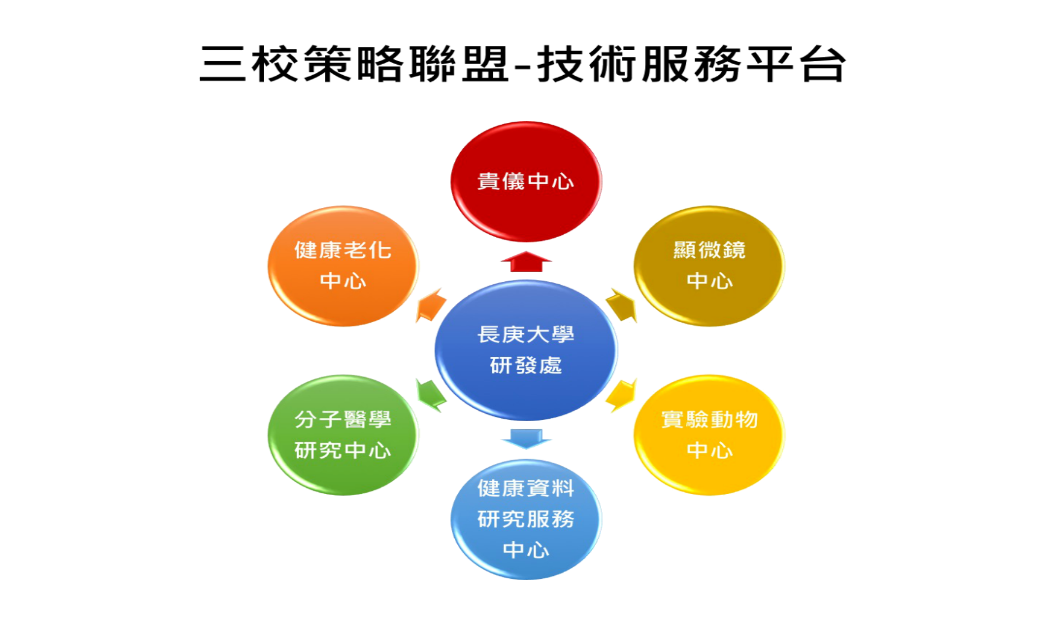 三校策略聯盟-技術服務平台
貴儀中心
顯微鏡
中心
實驗動物
中心
健康資料
研究服務
中心
分子醫學
研究中心
健康老化
中心
長庚大學
研發處